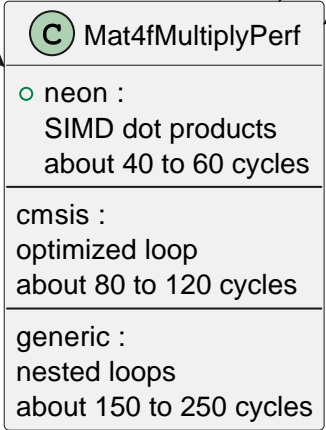 C Mat4fMultiplyPerf
neon :
SIMD dot products
about 40 to 60 cycles
cmsis :
optimized loop
about 80 to 120 cycles
generic :
nested loops
about 150 to 250 cycles